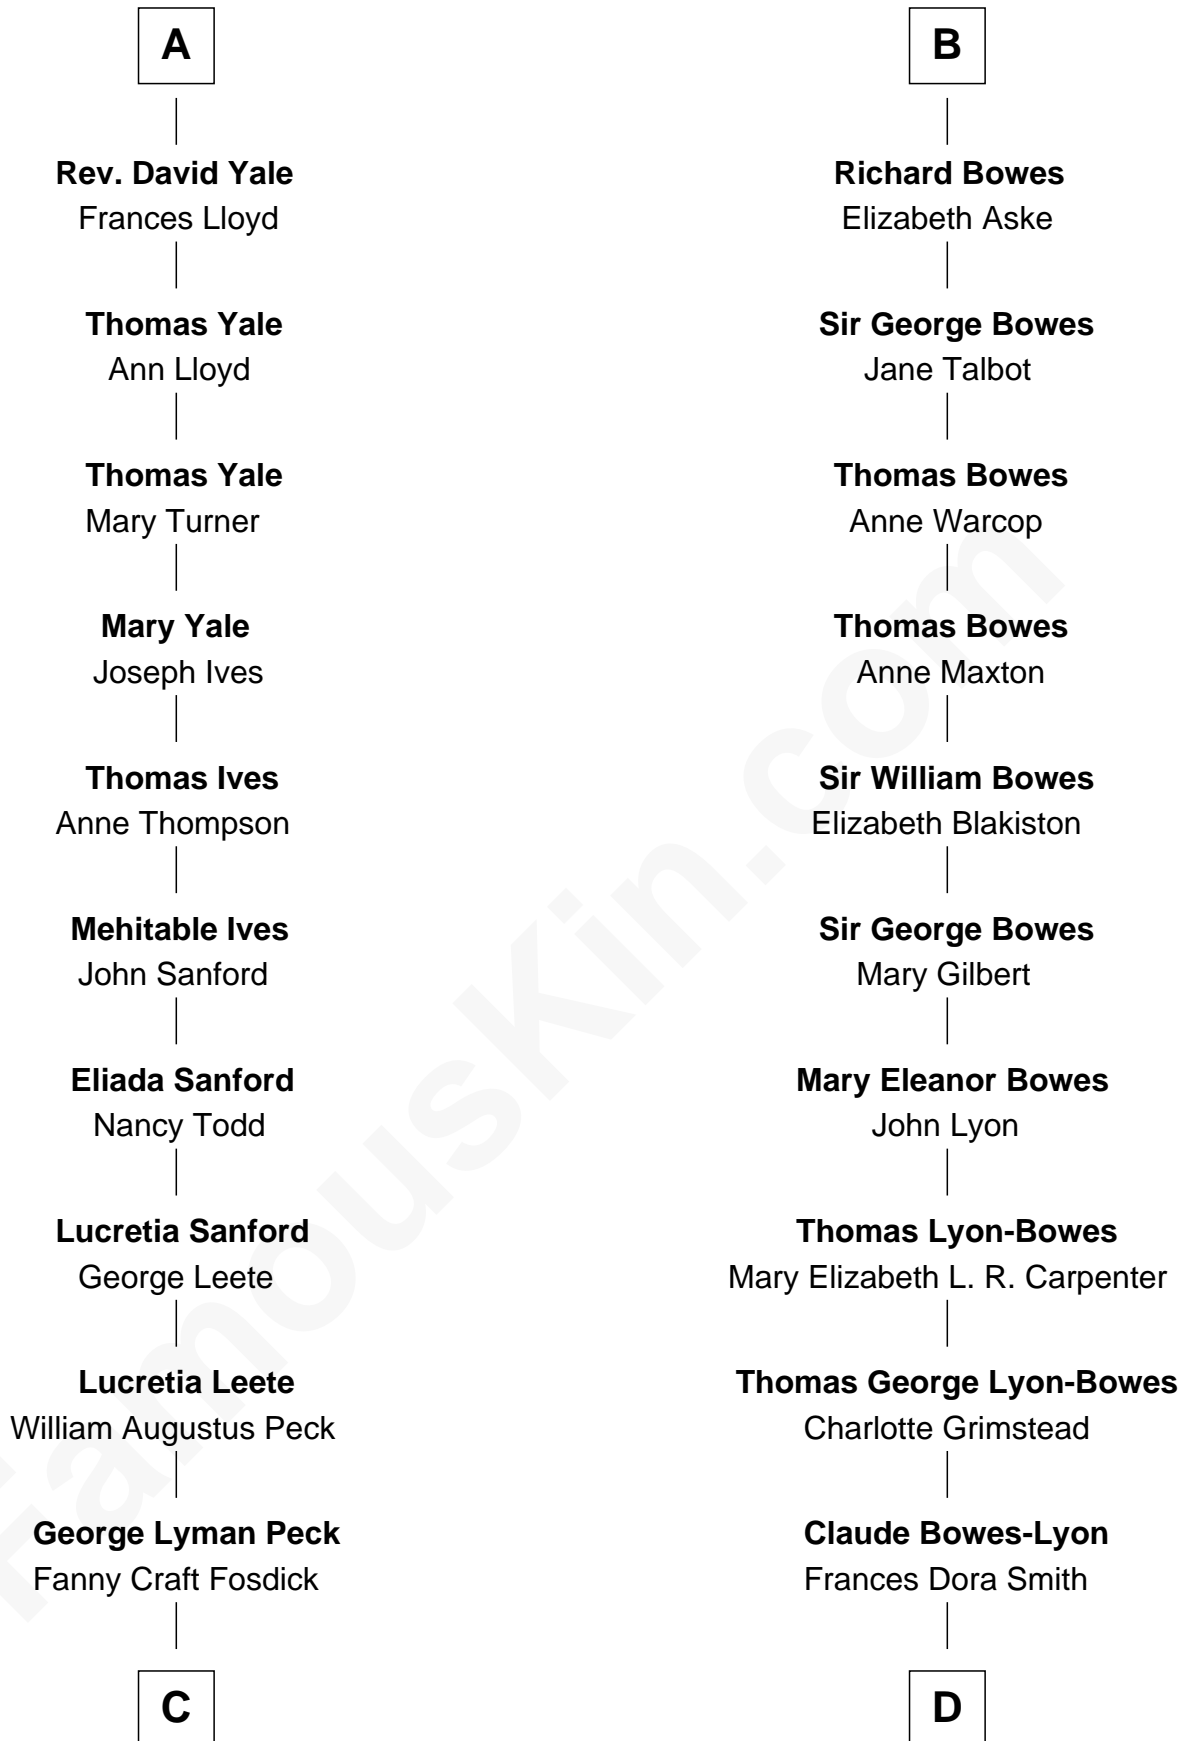 A
Rev. David Yale
Frances Lloyd
Thomas Yale
Ann Lloyd
Thomas Yale
Mary Turner
Mary Yale
Joseph Ives
Thomas Ives
Anne Thompson
Mehitable Ives
John Sanford
Eliada Sanford
Nancy Todd
Lucretia Sanford
George Leete
Lucretia Leete
William Augustus Peck
George Lyman Peck
Fanny Craft Fosdick
C
B
Richard Bowes
Elizabeth Aske
Sir George Bowes
Jane Talbot
Thomas Bowes
Anne Warcop
Thomas Bowes
Anne Maxton
Sir William Bowes
Elizabeth Blakiston
Sir George Bowes
Mary Gilbert
Mary Eleanor Bowes
John Lyon
Thomas Lyon-Bowes
Mary Elizabeth L. R. Carpenter
Thomas George Lyon-Bowes
Charlotte Grimstead
Claude Bowes-Lyon
Frances Dora Smith
D
FamousKin.com